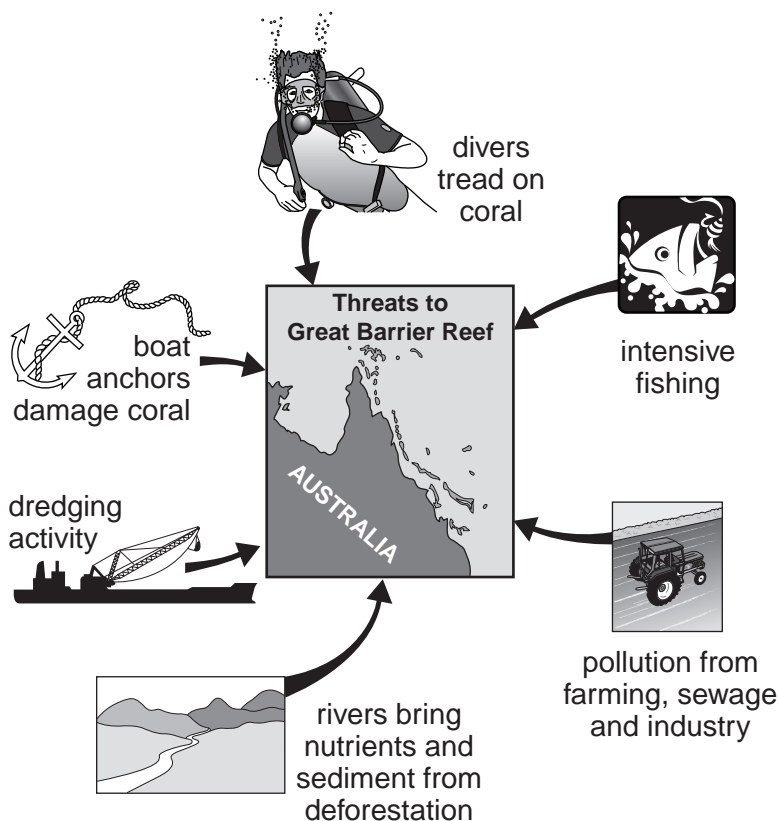 divers
tread on
coral
Threats to
Great Barrier Reef
boat
anchors
damage coral
intensive
fishing
AUSTRALIA
dredging
activity
pollution from
farming, sewage
and industry
rivers bring
nutrients and
sediment from
deforestation